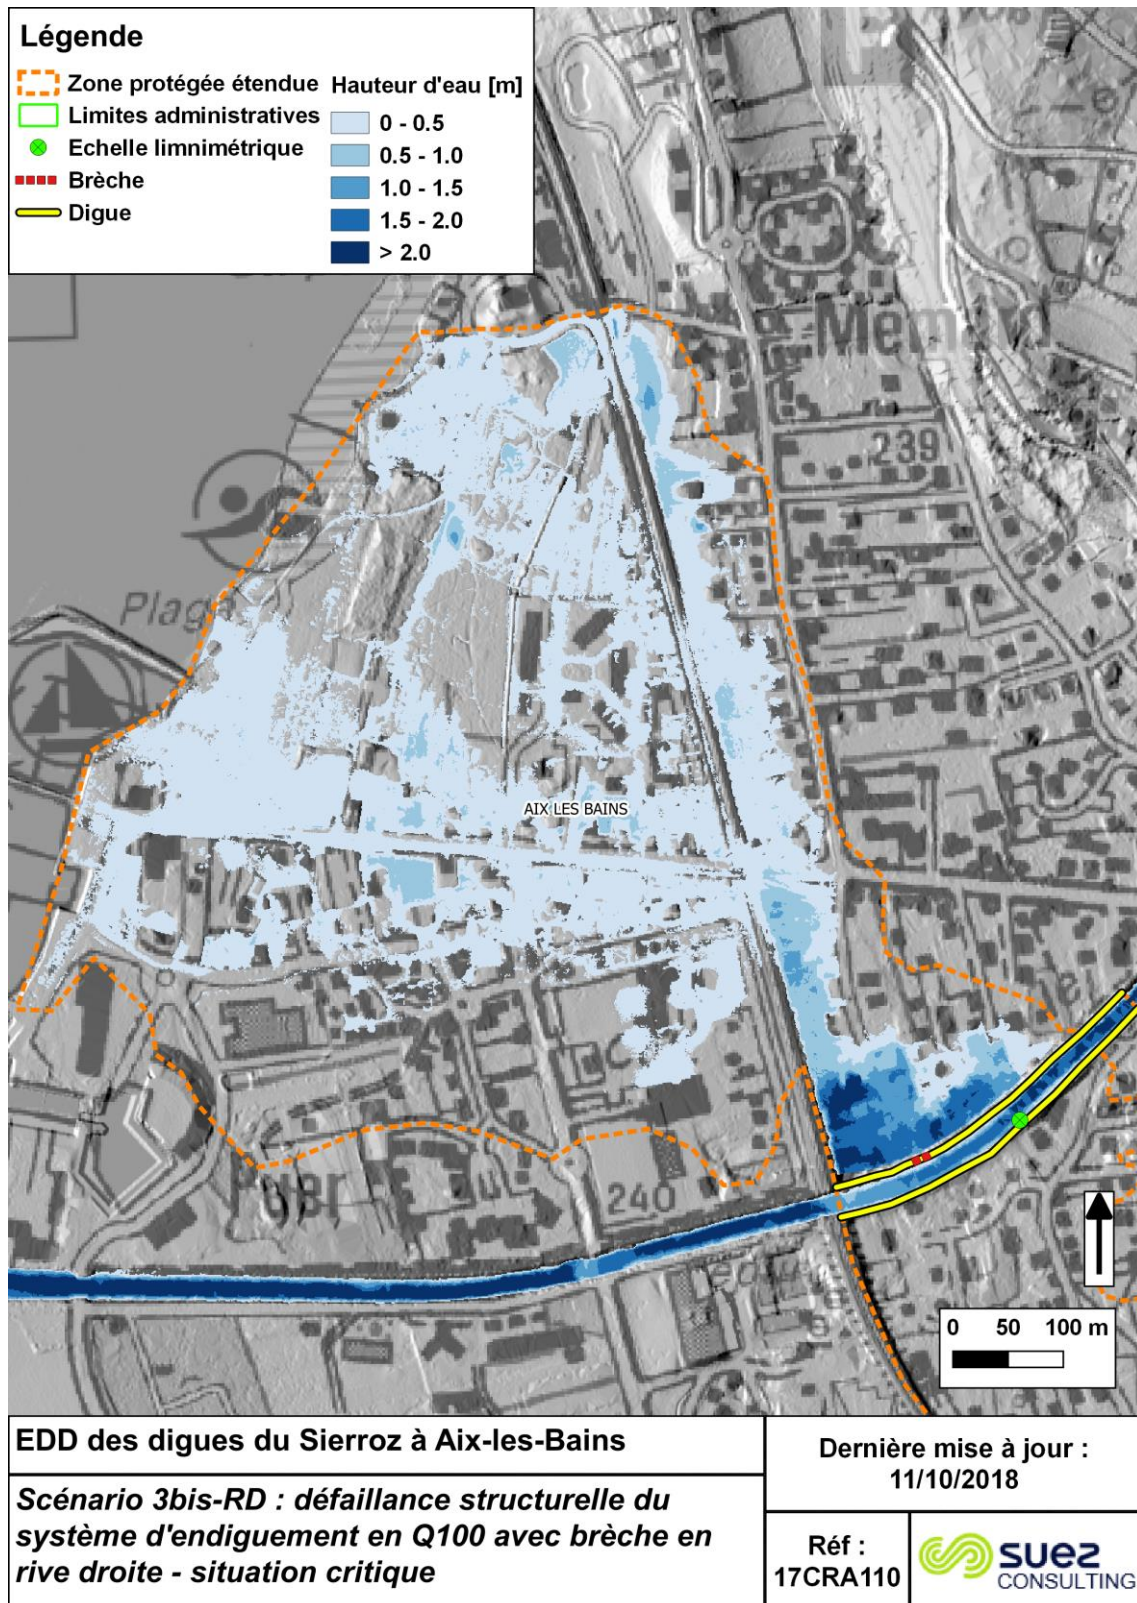 Légende
Zone protégée étendue
Limites administratives
Echelle limnimétrique
Brèche
Digue
Hauteur d'eau [m]
0 - 0.5
0.5 - 1.0
1.0 - 1.5
1.5 - 2.0
> 2.0
239
Plage
AIX LES BAINS
240
0 50 100 m
EDD des digues du Sierroz à Aix-les-Bains
Scénario 3bis-RD : défaillance structurelle du
système d'endiguement en Q100 avec brèche en
rive droite - situation critique
Dernière mise à jour :
11/10/2018
Réf :
17CRA110
suez
CONSULTING